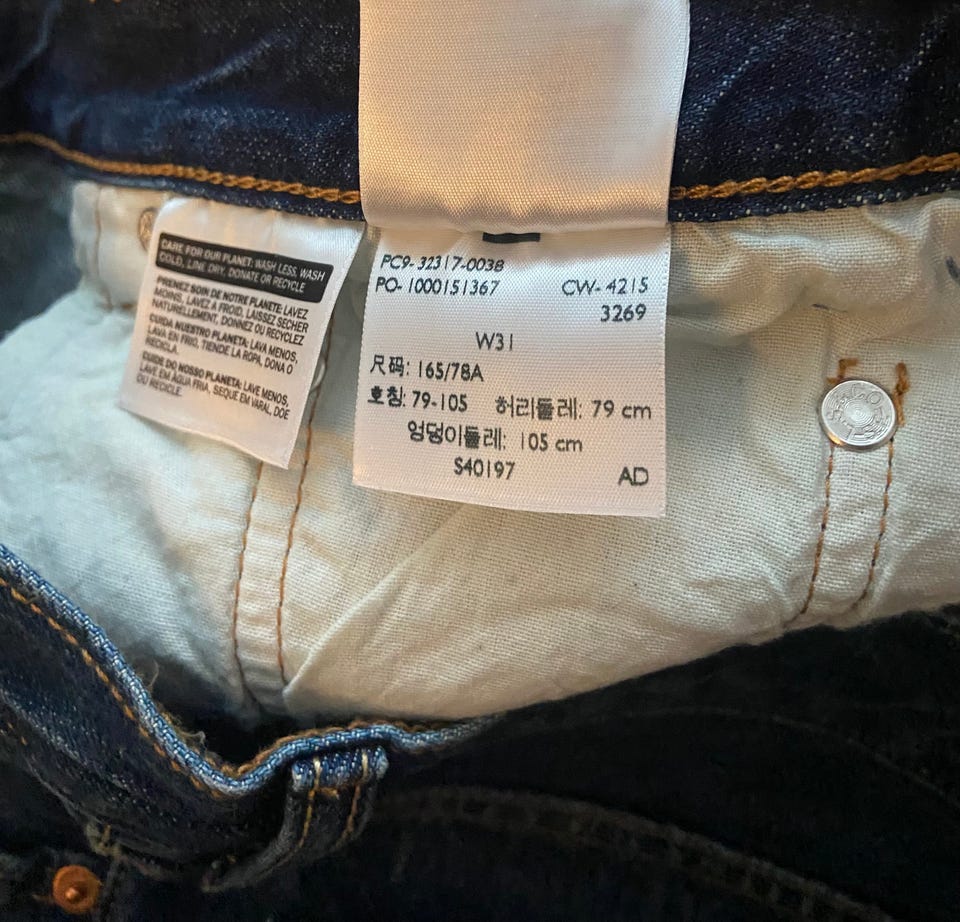 CARE FOR OUR PLANET: WASH LESS, WASH
COLD, LINE DRY, DONATE OR RECYCLE
PRENEZ SOIN DE NOTRE PLANETE: LAVEZ
MOINS, LAVEZ A FROID, LAISSEZ SECHER
NATURELLEMENT, DONNEZ OU RECYCLEZ
CUIDA NUESTRO PLANETA: LAVA MENOS,
LAVA EN FRIO, TIENDE LA ROPA, DONA O
RECICLA.
CUIDE DO NOSSO PLANETA: LAVE MENOS,
LAVE EM AGUA FRIA, SEQUE EM VARAL, DOE
OU RECICLE.
PC9-32317-0038
PO-1000151367 CW-4215
3269
W31
尺码: 165/78A
호칭: 79-105 허리둘레: 79 cm
엉덩이둘레: 105 cm
S40197 AD